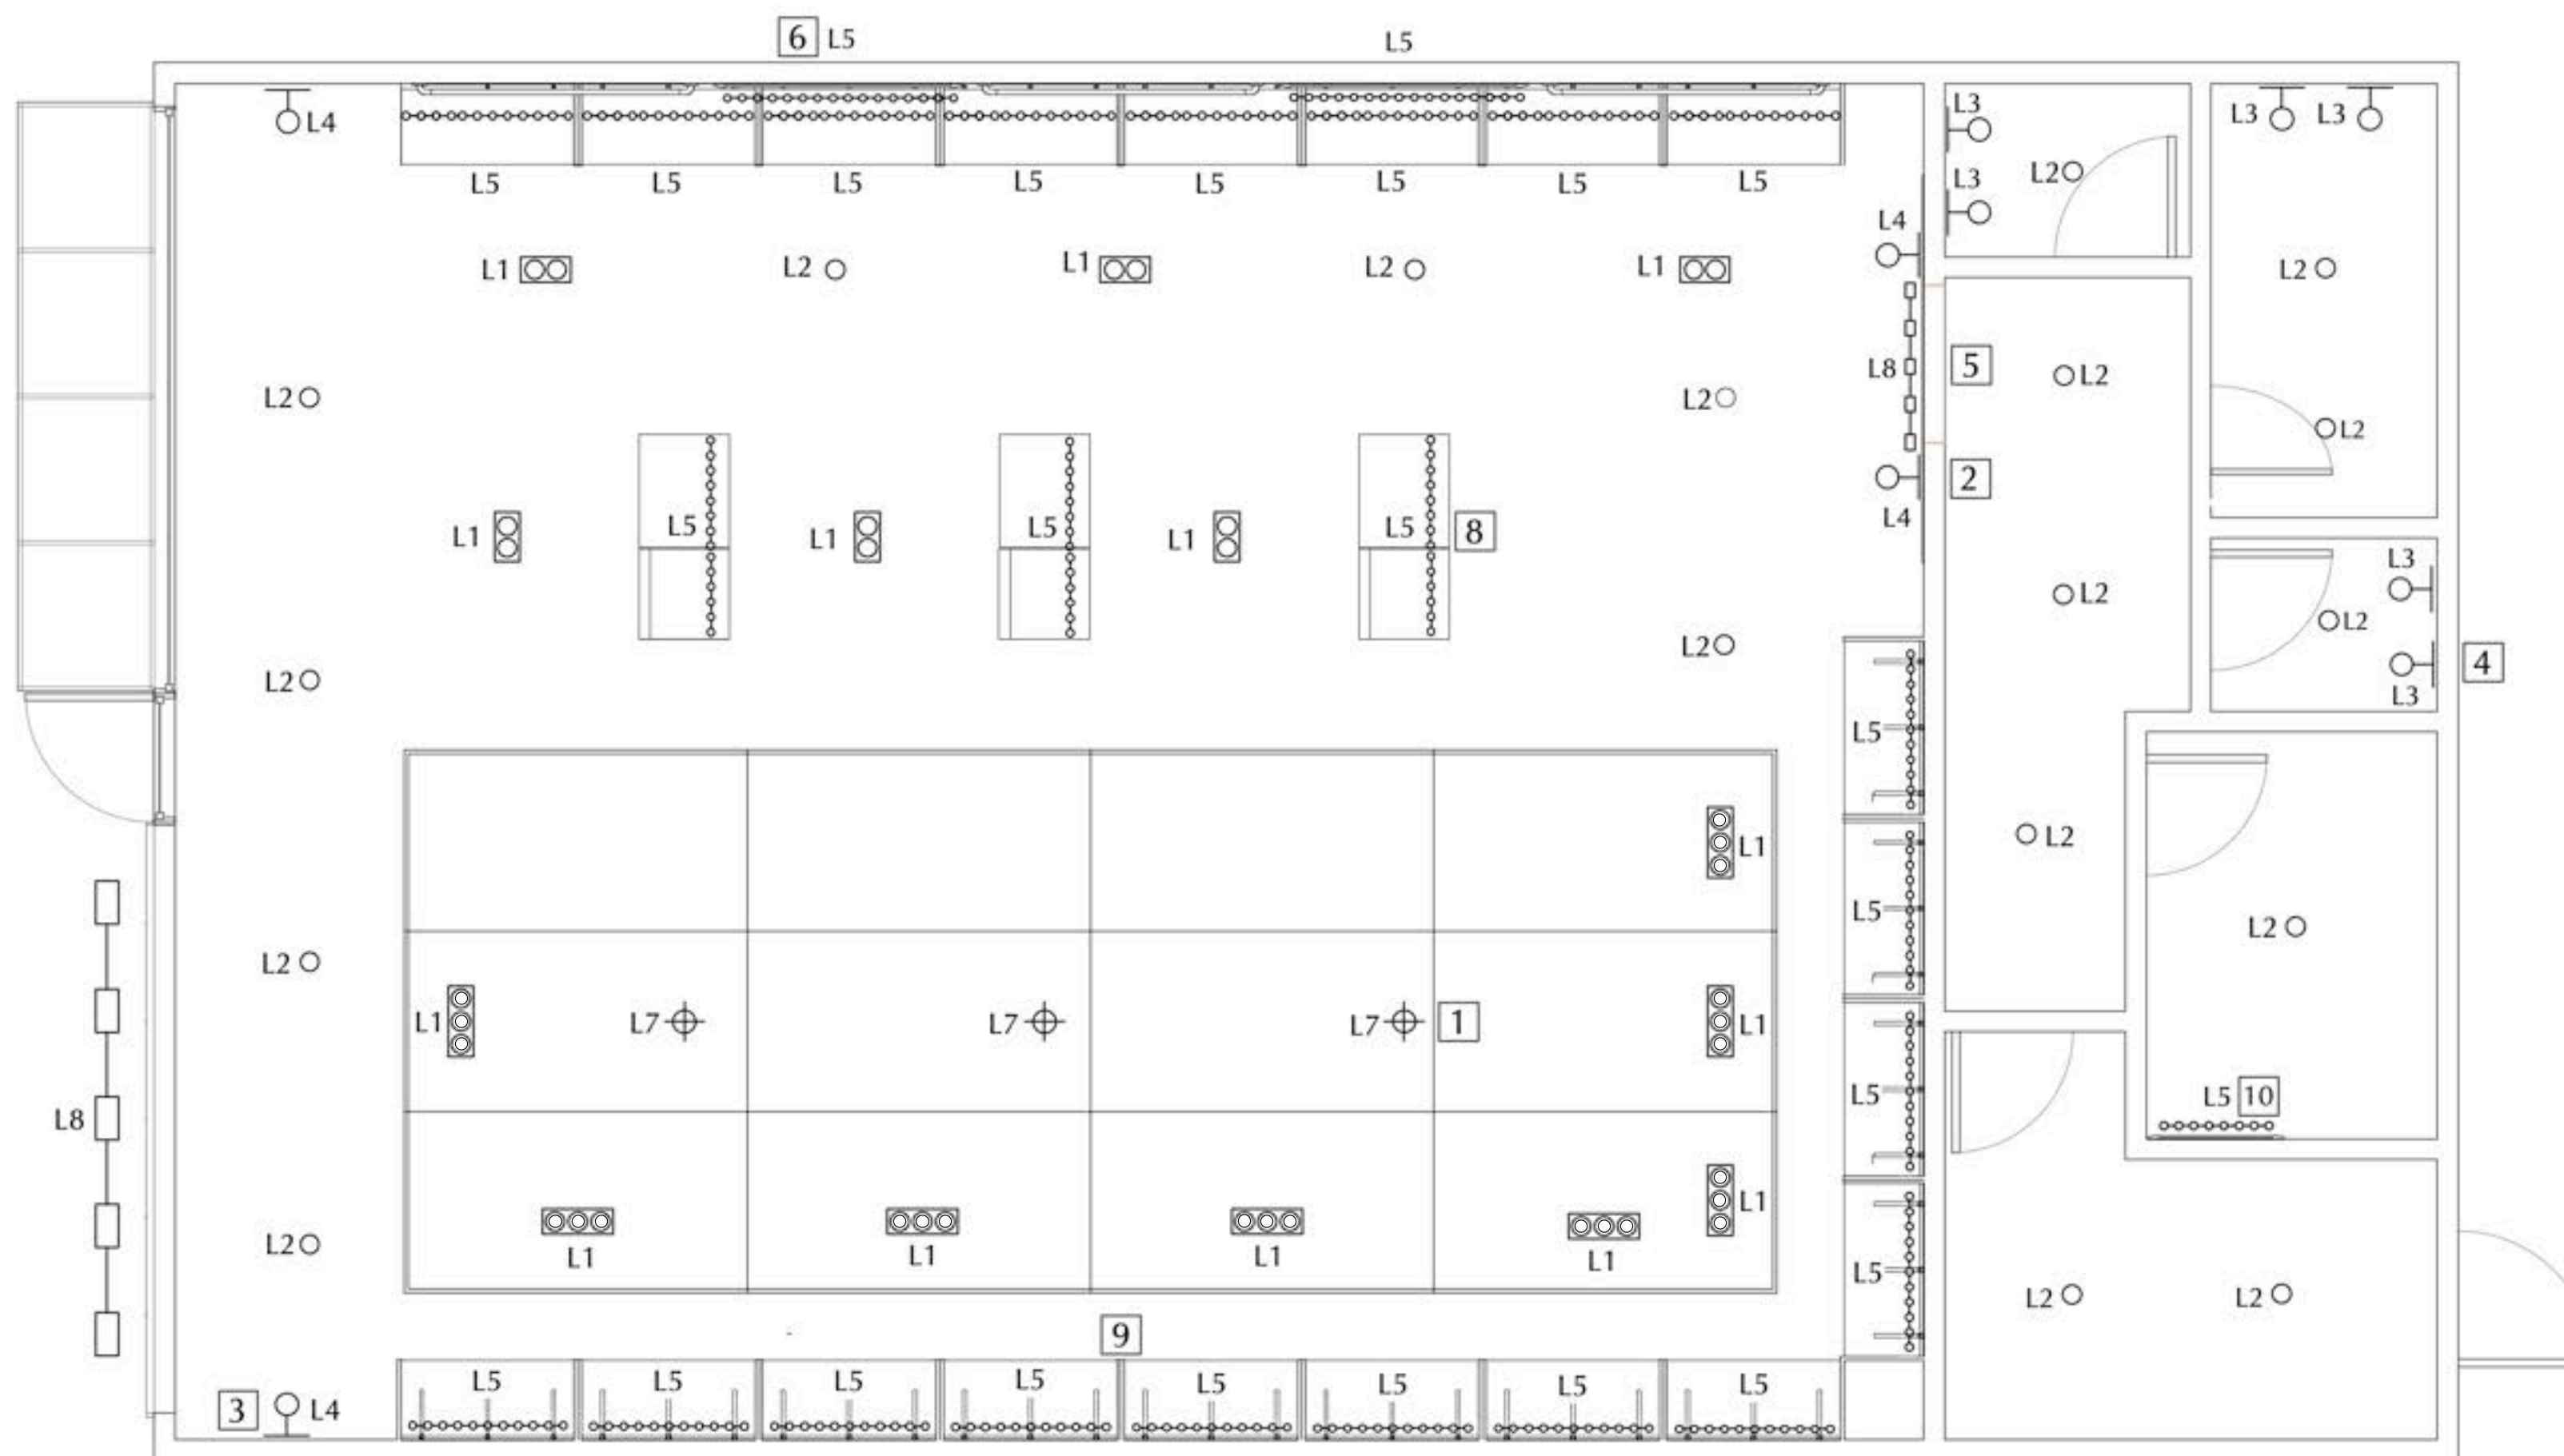 6 L5 L5
L4
L3 L3 L3
L5 L5 L5 L5 L5 L5 L5 L5
L3 L2
L4
L1 L2 L1 L2 L1 L2
L8 5 L2
L2 L2
L2
2
L4
L1 L5 L1 L5 L1 L5 8
L3
L2 L2
L2 4
L2 L3
L5
L1 L2
L5 L2
L2
L1 L7 L7 L7 1 L1
L8 L5 L5 10
L1
L2 L1 L1 L1 L1 L5
L2 L2
9
L5 L5 L5 L5 L5 L5 L5 L5
3 L4